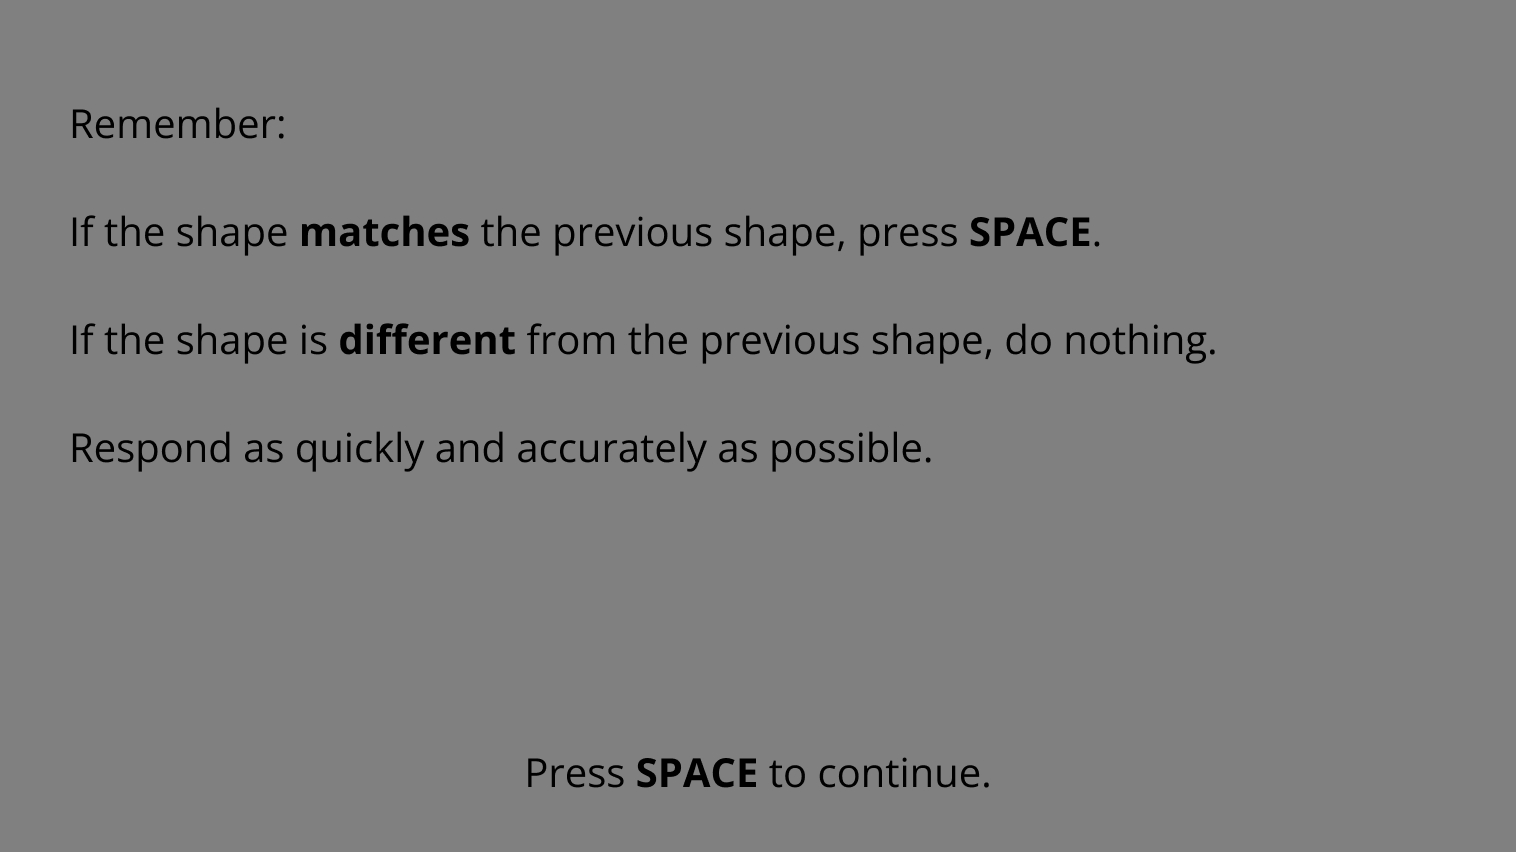 Remember:
If the shape matches the previous shape, press SPACE.
If the shape is different from the previous shape, do nothing.
Respond as quickly and accurately as possible.
Press SPACE to continue.